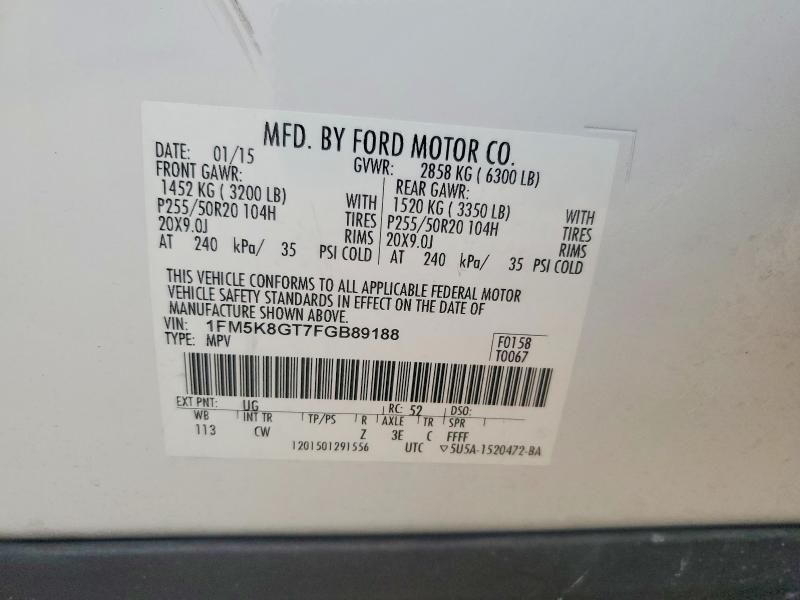 MFD. BY FORD MOTOR CO.
DATE: 01/15 GVWR: 2858 KG ( 6300 LB)
FRONT GAWR: REAR GAWR:
1452 KG ( 3200 LB) WITH 1520 KG ( 3350 LB) WITH
P255/50R20 104H TIRES P255/50R20 104H TIRES
20X9.0J RIMS 20X9.0J RIMS
AT 240 kPa/ 35 PSI COLD AT 240 kPa/ 35 PSI COLD
THIS VEHICLE CONFORMS TO ALL APPLICABLE FEDERAL MOTOR
VEHICLE SAFETY STANDARDS IN EFFECT ON THE DATE OF
MANUFACTURE SHOWN ABOVE.
VIN: 1FM5K8GT7FGB89188 F0158
TYPE: MPV T0067
EXT PNT: UG RC: 52 DSO:
WB INT TR TP/PS R AXLE TR SPR
113 CW Z 3E C FFFF
1201501291556 UTC ▽5U5A-1520472-BA